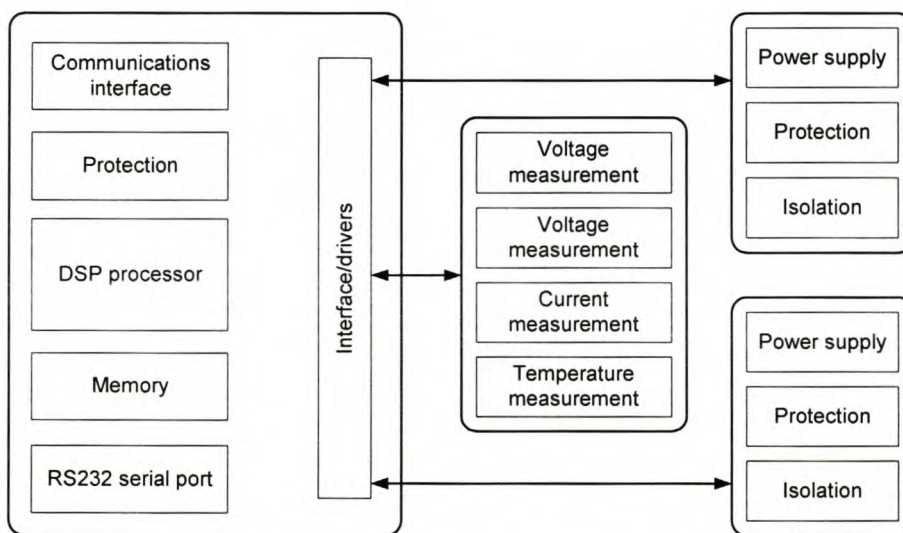 Communications
interface
Protection
DSP processor
Memory
RS232 serial port
Interface/drivers
Voltage
measurement
Voltage
measurement
Current
measurement
Temperature
measurement
Power supply
Protection
Isolation
Power supply
Protection
Isolation